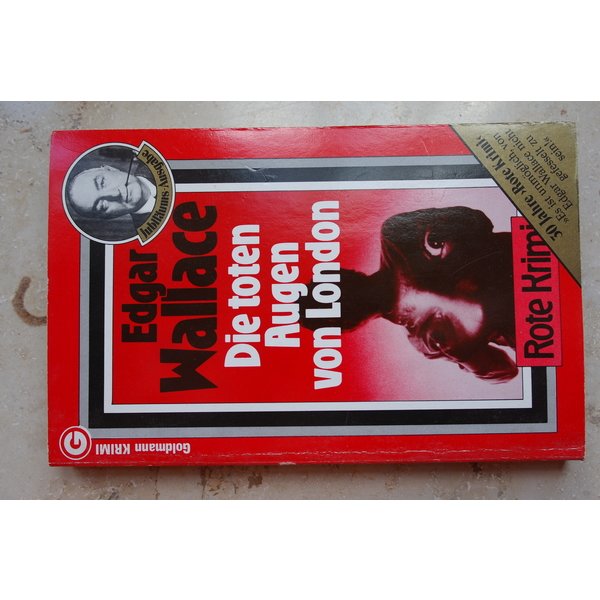 Goldmann KRIMI
G
Jubiläums-Ausgabe
Edgar
Wallace
Die toten
Augen
von London
Rote Krimi
30 Jahre ›Rote Krimi‹
»Es ist unmöglich, von
Edgar Wallace nicht
gefesselt zu
sein!«